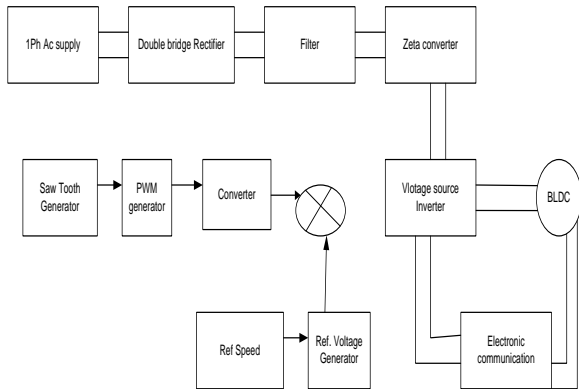 1Ph Ac supply
Double bridge Rectifier
Filter
Zeta converter
Saw Tooth
Generator
PWM
generator
Converter
Vlotage source
Inverter
BLDC
Ref Speed
Ref. Voltage
Generator
Electronic
communication